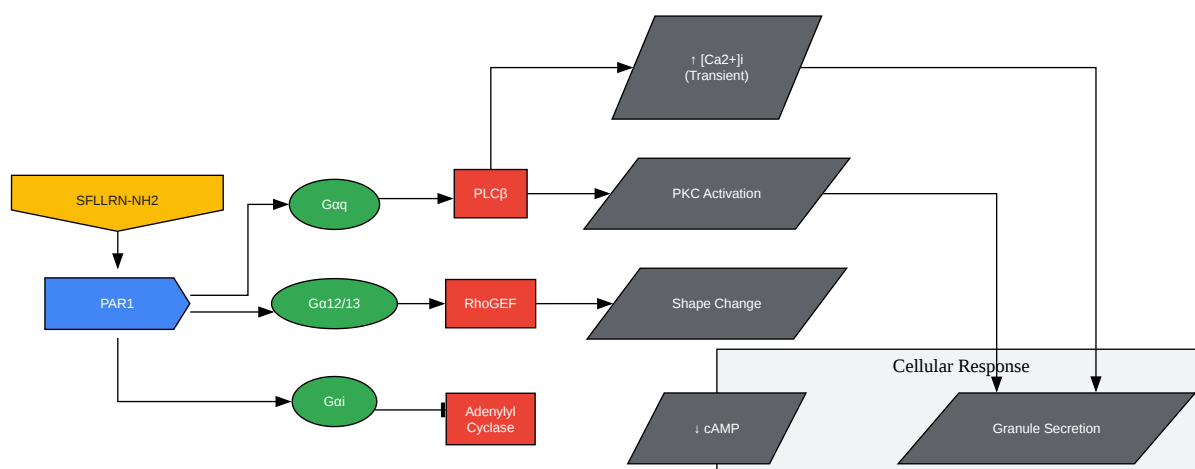 ↑ [Ca2+]i
(Transient)
SFLLRN-NH2
Gαq
PLCβ
PKC Activation
PAR1
Gα12/13
RhoGEF
Shape Change
Cellular Response
Gαi
Adenylyl
Cyclase
↓ cAMP
Granule Secretion